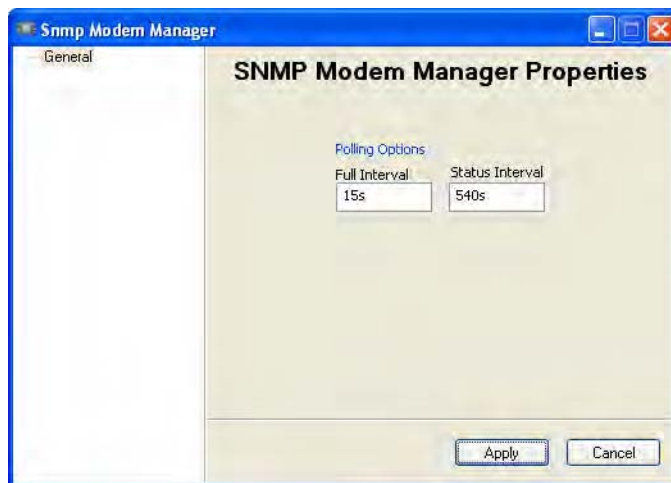 Snmp Modem Manager
General
SNMP Modem Manager Properties
Polling Options
Full Interval Status Interval
15s 540s
Apply Cancel